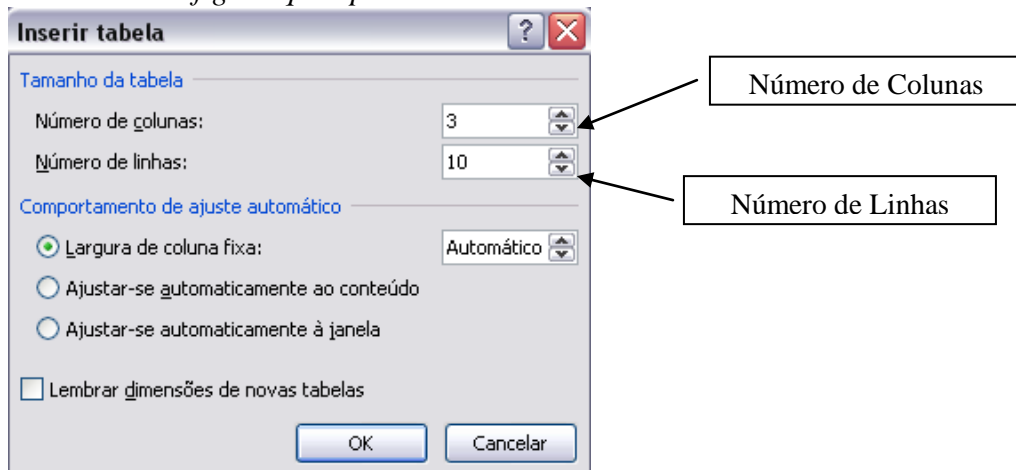 Inserir tabela
Tamanho da tabela
Número de colunas: 3
Número de Colunas
Número de linhas: 10
Número de Linhas
Comportamento de ajuste automático
Largura de coluna fixa: Automático
Ajustar-se automaticamente ao conteúdo
Ajustar-se automaticamente à janela
Lembrar dimensões de novas tabelas
OK Cancelar